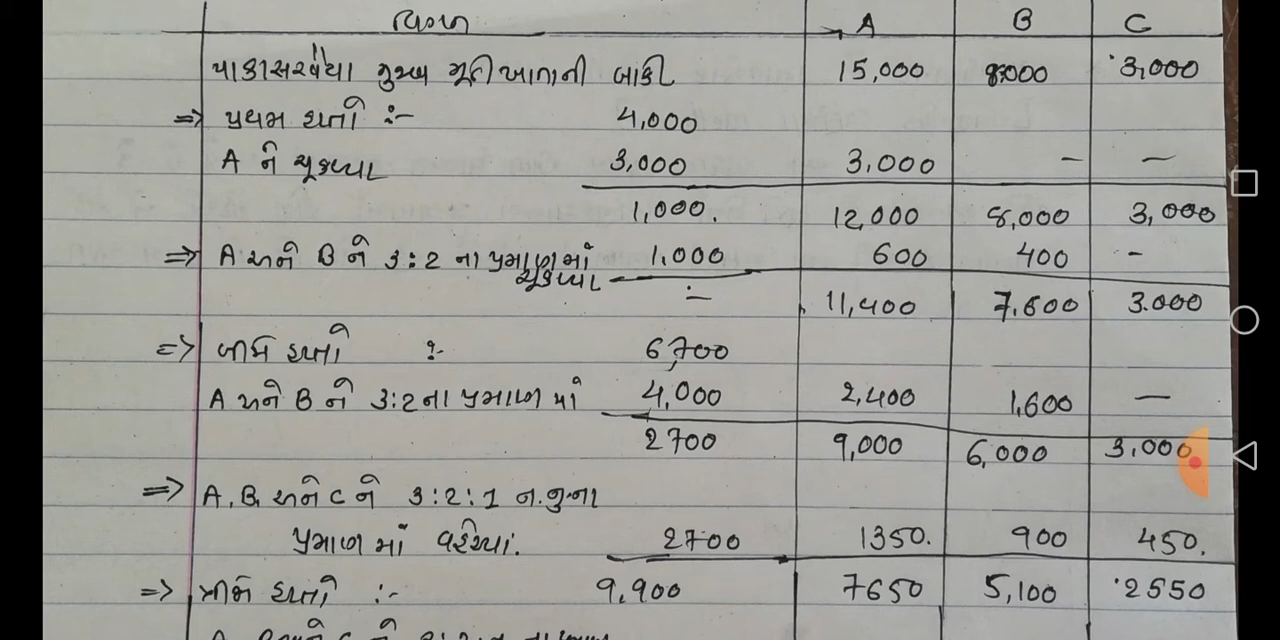 વિગત A B C
પાકાસરવૈયા મુજબ મૂડી ખાતાની બાકી 15,000 8,000 3,000
=> પ્રથમ હપ્તો :- 4,000
A ને ચૂકવ્યા 3,000 3,000 - -
1,000. 12,000 8,000 3,000
=> A અને B ને 3:2 ના પ્રમાણમાં 1,000 600 400 -
ચૂકવ્યા - 11,400 7,600 3.000
=> બીજો હપ્તો :- 6,700
A અને B ને 3:2ના પ્રમાણ માં 4,000 2,400 1,600 -
2700 9,000 6,000 3,000
=> A, B, અને C ને 3:2:1 ન.નુ.ના
પ્રમાણ માં વહેંચ્યાં. 2700 1350. 900 450.
=> ત્રીજો હપ્તો :- 9,900 7650 5,100 2550